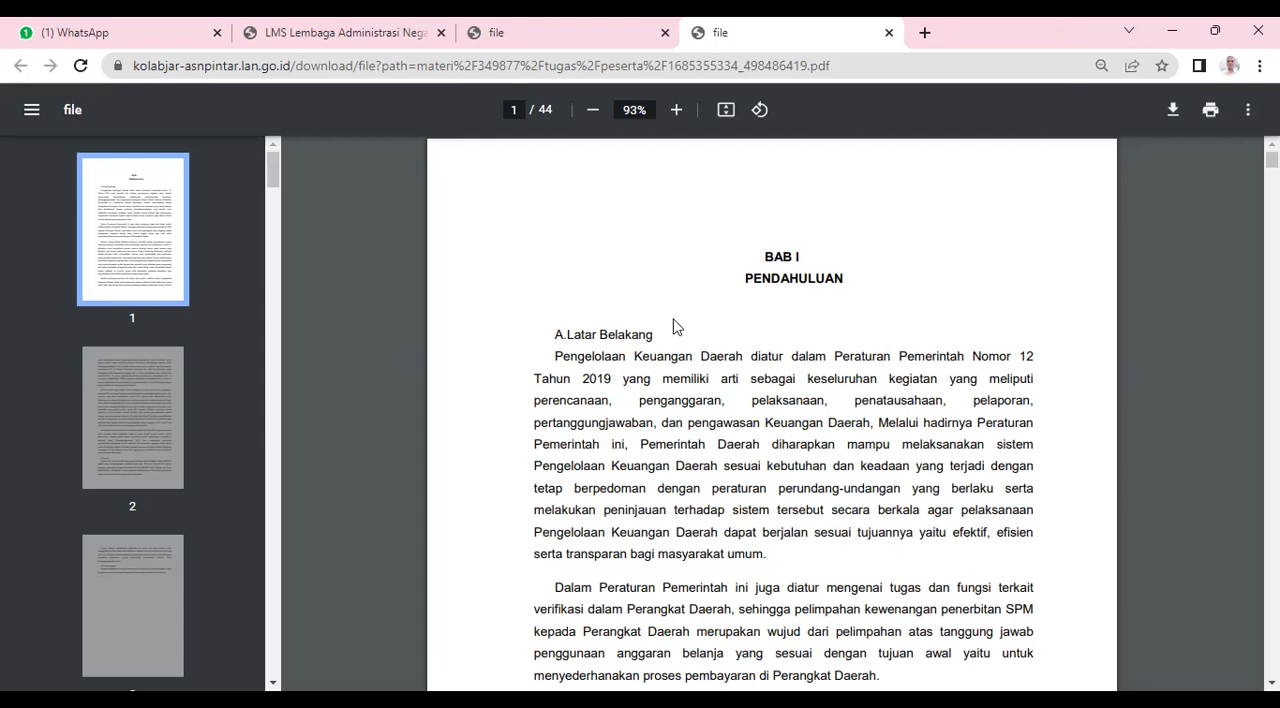 (1) WhatsApp
LMS Lembaga Administrasi Nega
file
file
kolabjar-asnpintar.lan.go.id/download/file?path=materi%2F349877%2Ftugas%2Fpeserta%2F1685355334_498486419.pdf
file
1 / 44
93%
1
2
BAB I
PENDAHULUAN
A.Latar Belakang
Pengelolaan Keuangan Daerah diatur dalam Peraturan Pemerintah Nomor 12
Tahun 2019 yang memiliki arti sebagai keseluruhan kegiatan yang meliputi
perencanaan, penganggaran, pelaksanaan, penatausahaan, pelaporan,
pertanggungjawaban, dan pengawasan Keuangan Daerah, Melalui hadirnya Peraturan
Pemerintah ini, Pemerintah Daerah diharapkan mampu melaksanakan sistem
Pengelolaan Keuangan Daerah sesuai kebutuhan dan keadaan yang terjadi dengan
tetap berpedoman dengan peraturan perundang-undangan yang berlaku serta
melakukan peninjauan terhadap sistem tersebut secara berkala agar pelaksanaan
Pengelolaan Keuangan Daerah dapat berjalan sesuai tujuannya yaitu efektif, efisien
serta transparan bagi masyarakat umum.
Dalam Peraturan Pemerintah ini juga diatur mengenai tugas dan fungsi terkait
verifikasi dalam Perangkat Daerah, sehingga pelimpahan kewenangan penerbitan SPM
kepada Perangkat Daerah merupakan wujud dari pelimpahan atas tanggung jawab
penggunaan anggaran belanja yang sesuai dengan tujuan awal yaitu untuk
menyederhanakan proses pembayaran di Perangkat Daerah.